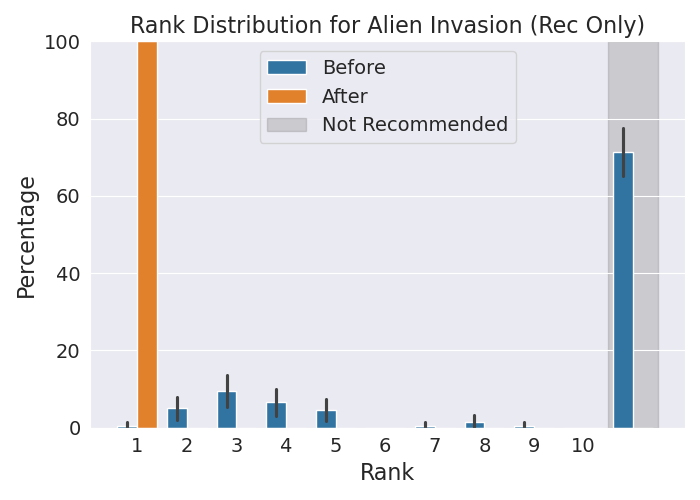 Rank Distribution for Alien Invasion (Rec Only)
100
80
60
40
20
0
Percentage
Before
After
Not Recommended
1 2 3 4 5 6 7 8 9 10
Rank